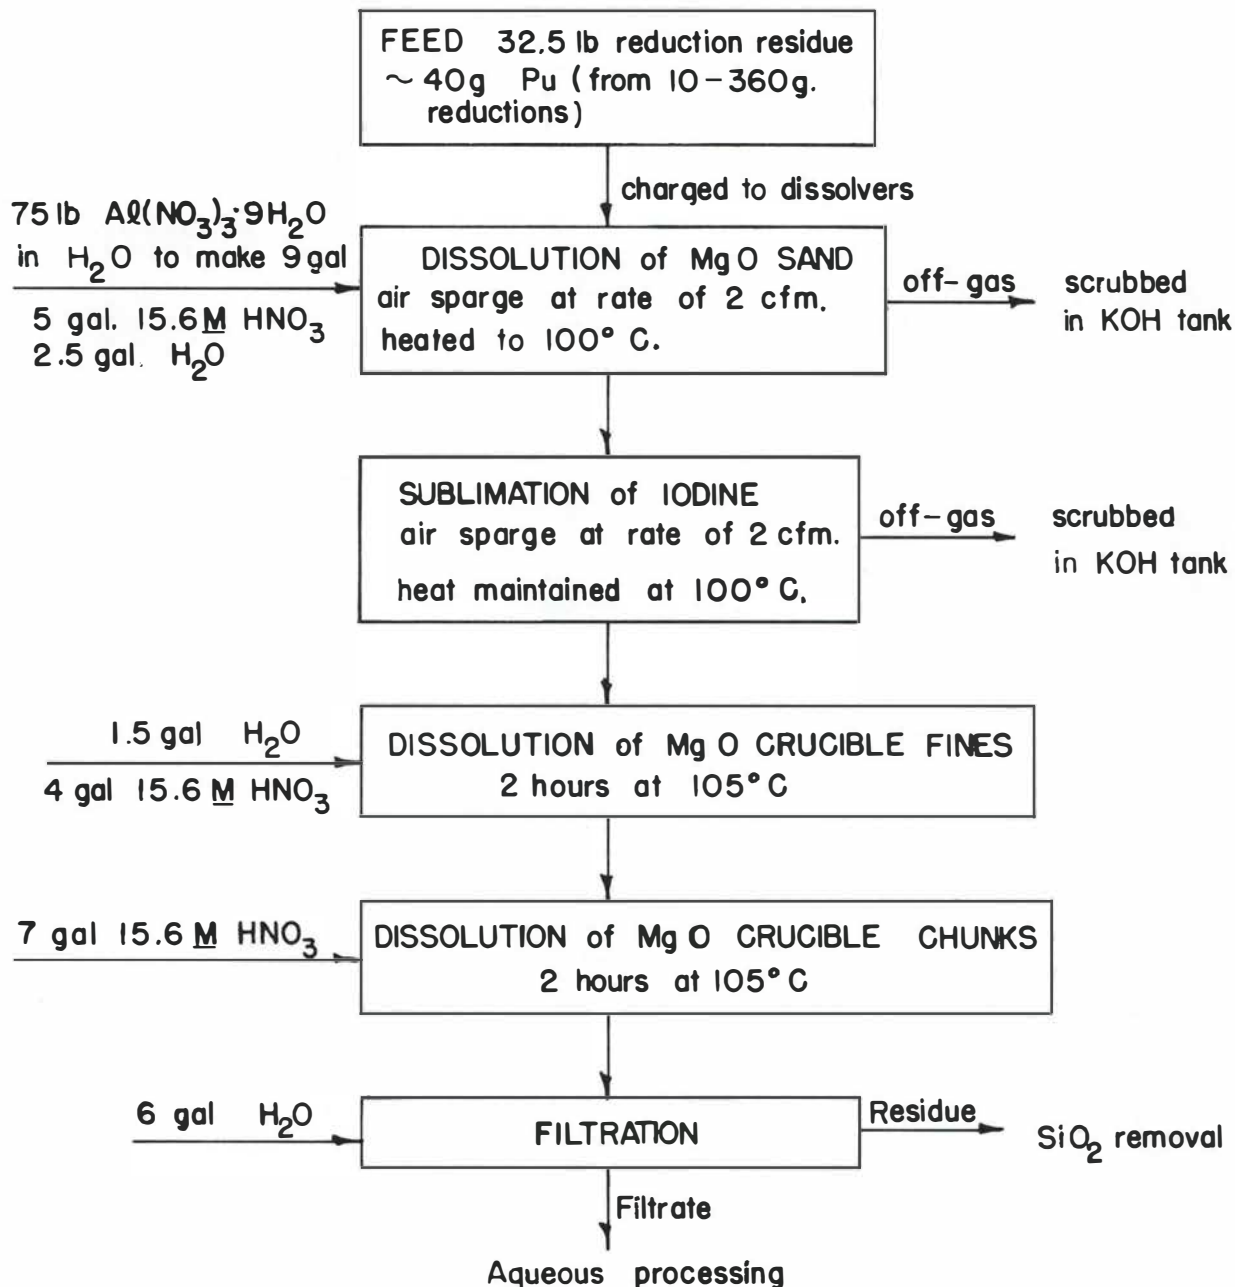 FEED 32.5 lb reduction residue
~ 40g Pu (from 10-360g.
reductions)
charged to dissolvers
75 lb Al(NO3)3·9H2O
in H2O to make 9 gal
5 gal. 15.6 M HNO3
2.5 gal. H2O
DISSOLUTION of MgO SAND
air sparge at rate of 2 cfm.
heated to 100° C.
off-gas
scrubbed
in KOH tank
SUBLIMATION of IODINE
air sparge at rate of 2 cfm.
heat maintained at 100° C.
off-gas
scrubbed
in KOH tank
1.5 gal H2O
4 gal 15.6 M HNO3
DISSOLUTION of MgO CRUCIBLE FINES
2 hours at 105° C
7 gal 15.6 M HNO3
DISSOLUTION of MgO CRUCIBLE CHUNKS
2 hours at 105° C
6 gal H2O
FILTRATION
Residue
SiO2 removal
Filtrate
Aqueous processing